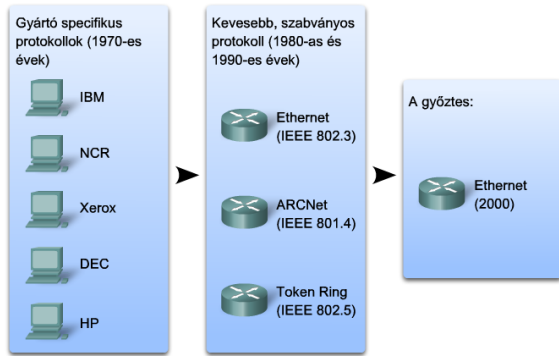 Gyártó specifikus
protokollok (1970-es
évek)
IBM
NCR
Xerox
DEC
HP
Kevesebb, szabványos
protokoll (1980-as és
1990-es évek)
Ethernet
(IEEE 802.3)
ARCNet
(IEEE 801.4)
Token Ring
(IEEE 802.5)
A győztes:
Ethernet
(2000)